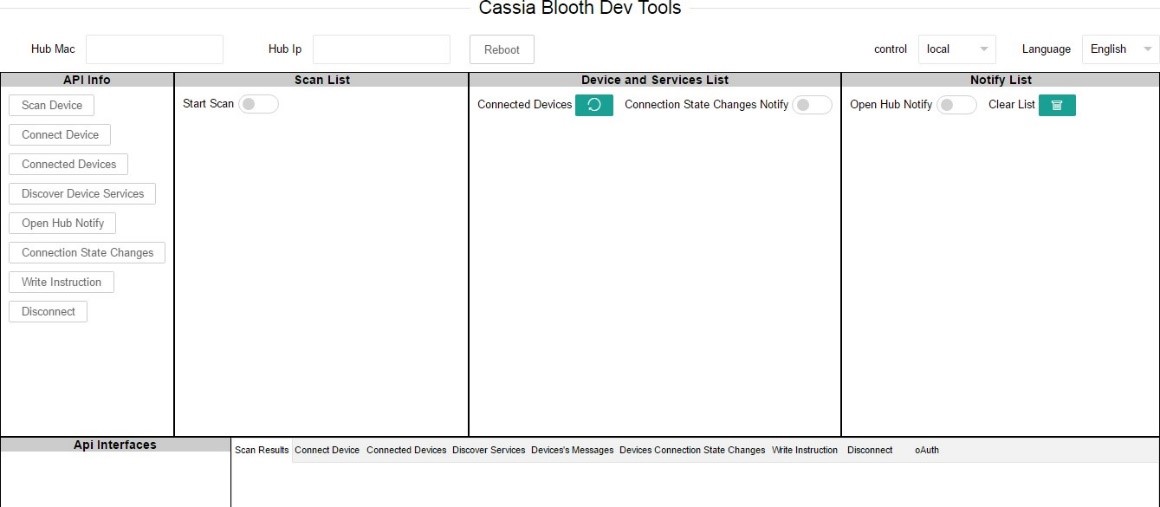 Cassia Blooth Dev Tools
Hub Mac Hub Ip Reboot control local Language English
API Info Scan List Device and Services List Notify List
Scan Device Start Scan Connected Devices Connection State Changes Notify Open Hub Notify Clear List
Connect Device
Connected Devices
Discover Device Services
Open Hub Notify
Connection State Changes
Write Instruction
Disconnect
Api Interfaces Scan Results Connect Device Connected Devices Discover Services Devices's Messages Devices Connection State Changes Write Instruction Disconnect oAuth